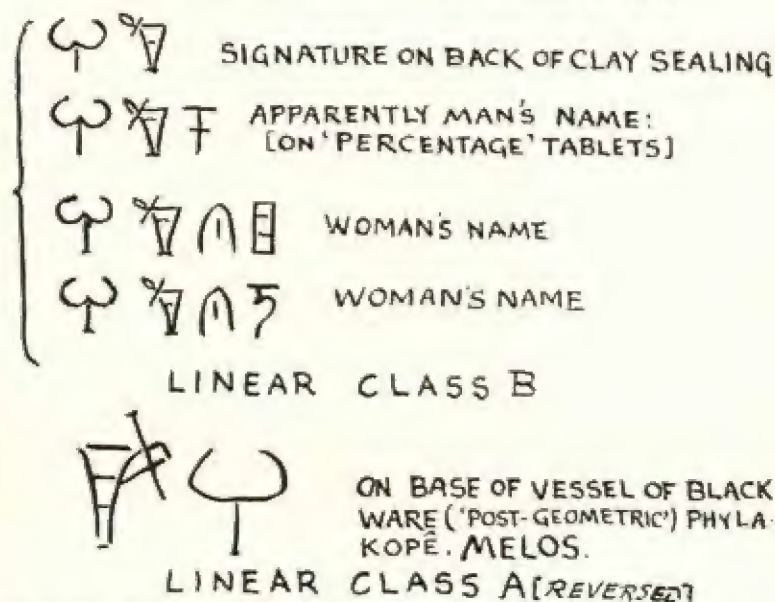 SIGNATURE ON BACK OF CLAY SEALING
APPARENTLY MAN'S NAME:
[ON 'PERCENTAGE' TABLETS]
WOMAN'S NAME
WOMAN'S NAME
LINEAR CLASS B
ON BASE OF VESSEL OF BLACK
WARE ('POST-GEOMETRIC') PHYLA-
KOPÊ. MELOS.
LINEAR CLASS A [REVERSED]